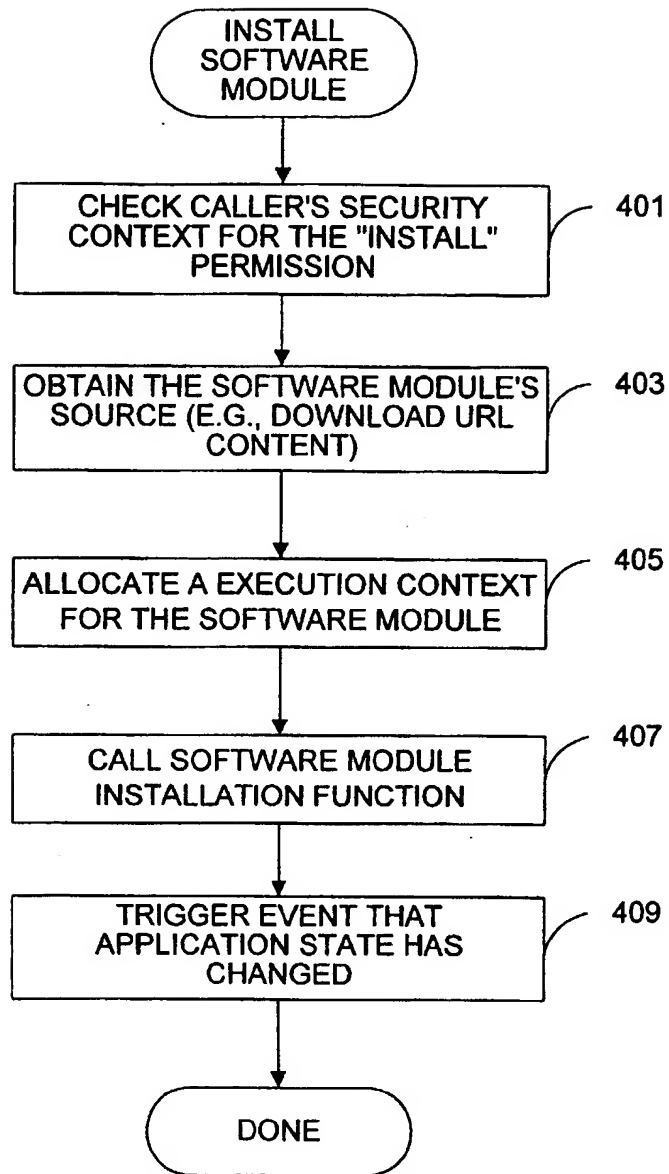 INSTALL
SOFTWARE
MODULE
CHECK CALLER'S SECURITY
CONTEXT FOR THE "INSTALL"
PERMISSION
401
OBTAIN THE SOFTWARE MODULE'S
SOURCE (E.G., DOWNLOAD URL
CONTENT)
403
ALLOCATE A EXECUTION CONTEXT
FOR THE SOFTWARE MODULE
405
CALL SOFTWARE MODULE
INSTALLATION FUNCTION
407
TRIGGER EVENT THAT
APPLICATION STATE HAS
CHANGED
409
DONE